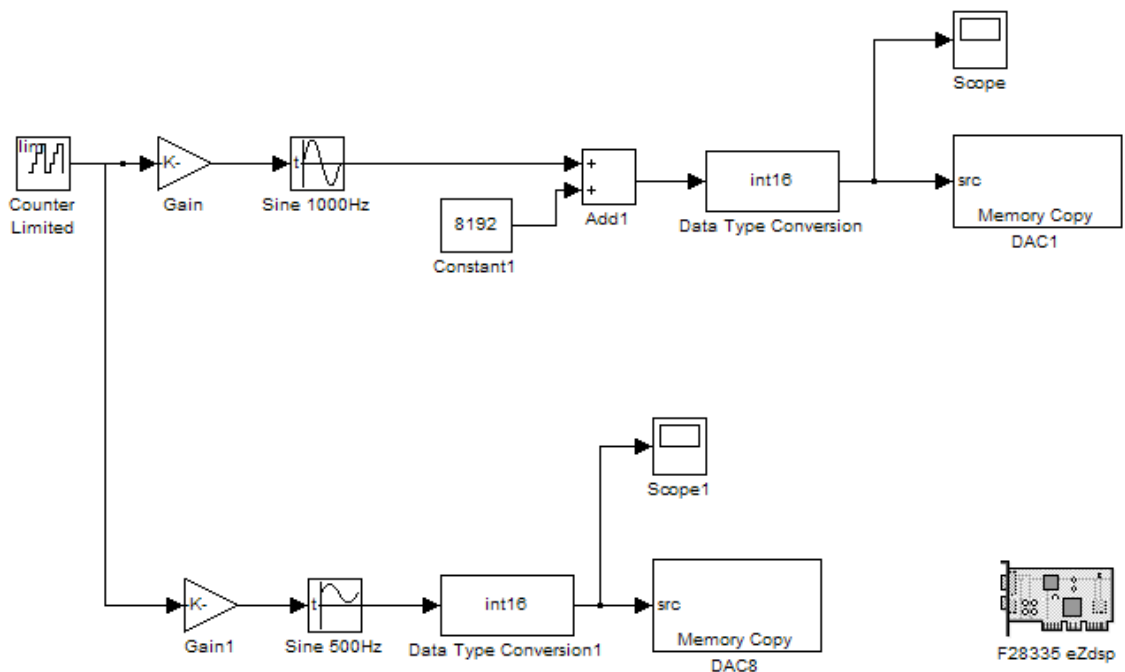 Scope
lim
Counter
Limited
K-
Gain
t
Sine 1000Hz
+
+
Add1
8192
Constant1
int16
Data Type Conversion
src
Memory Copy
DAC1
Scope1
K-
Gain1
t
Sine 500Hz
int16
Data Type Conversion1
src
Memory Copy
DAC8
F28335 eZdsp